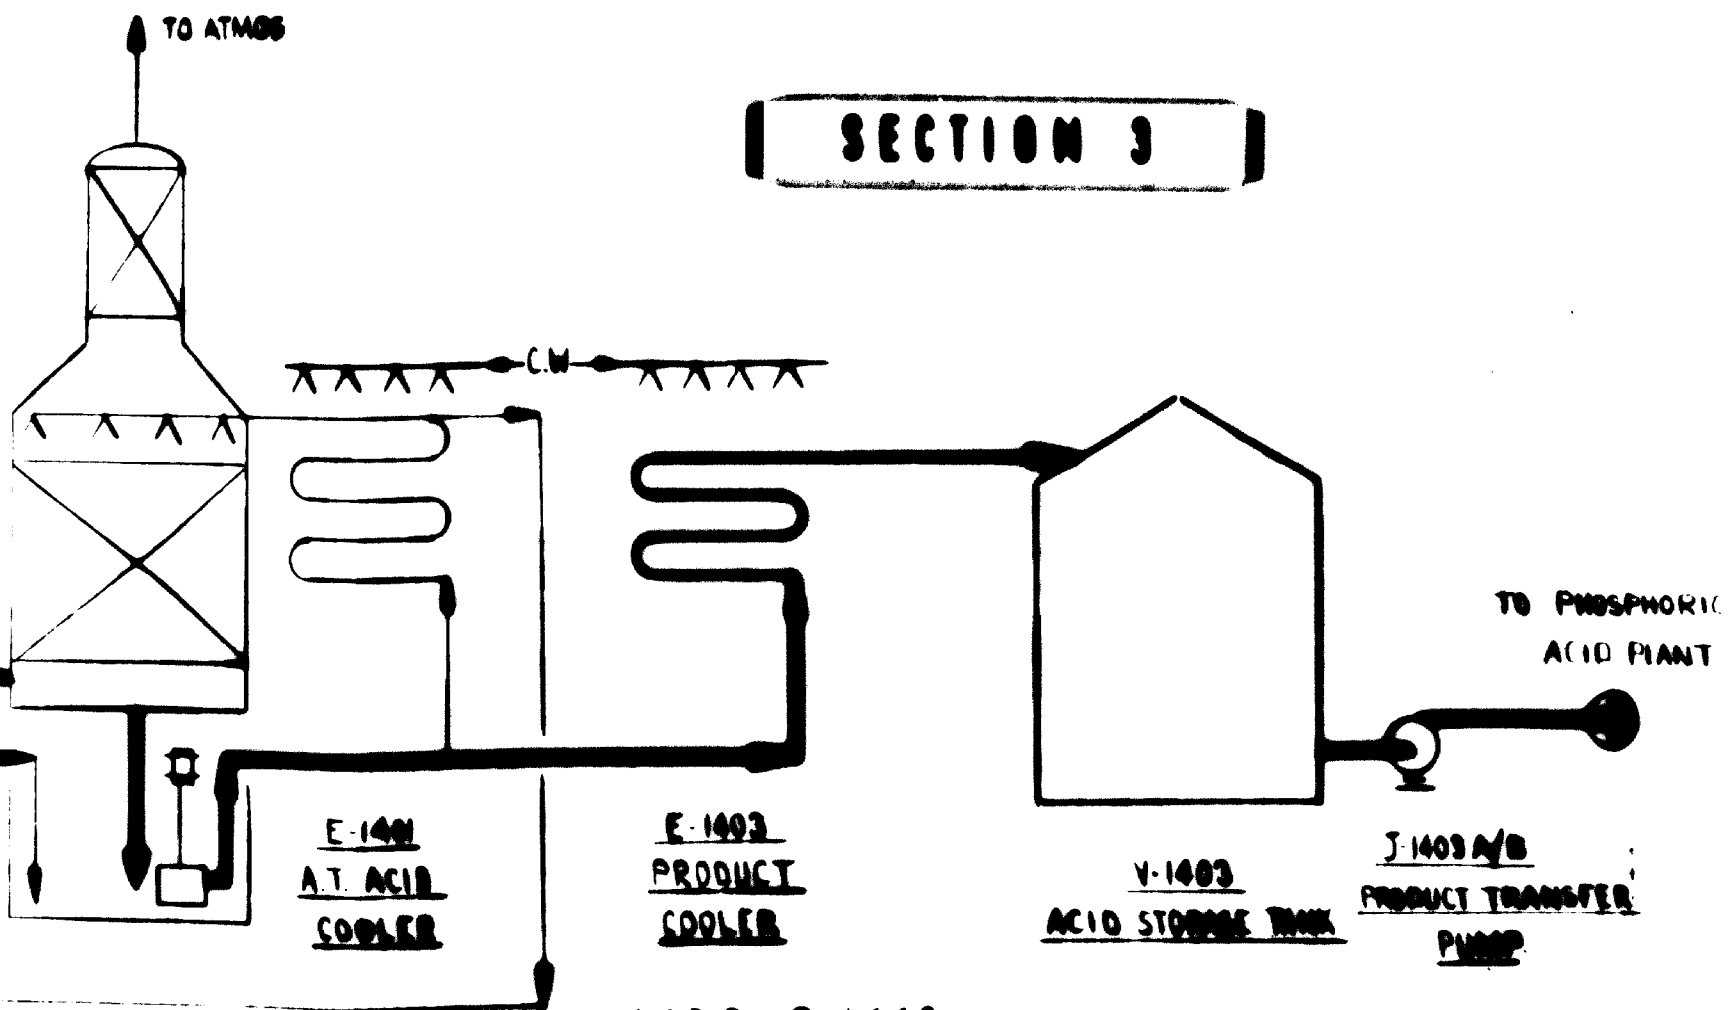 TO ATMOS
SECTION 3
C.W
TO PHOSPHORIC
ACID PLANT
E-1401
A.T. ACID
COOLER
E-1403
PRODUCT
COOLER
V-1403
ACID STORAGE TANK
J-1403 A/B
PRODUCT TRANSFER
PUMP